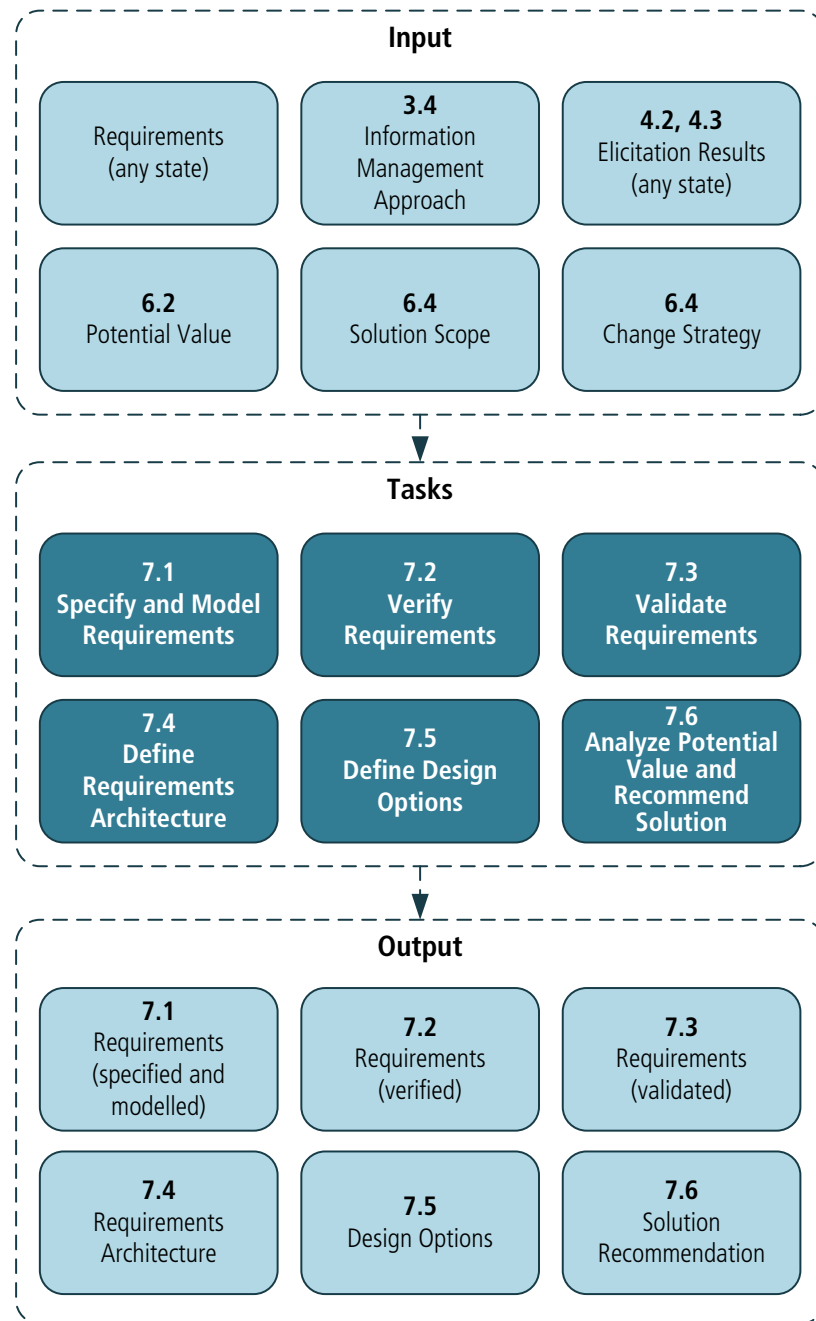 Input
Requirements
(any state)
3.4
Information
Management
Approach
4.2, 4.3
Elicitation Results
(any state)
6.2
Potential Value
6.4
Solution Scope
6.4
Change Strategy
Tasks
7.1
Specify and Model
Requirements
7.2
Verify
Requirements
7.3
Validate
Requirements
7.4
Define
Requirements
Architecture
7.5
Define Design
Options
7.6
Analyze Potential
Value and
Recommend
Solution
Output
7.1
Requirements
(specified and
modelled)
7.2
Requirements
(verified)
7.3
Requirements
(validated)
7.4
Requirements
Architecture
7.5
Design Options
7.6
Solution
Recommendation